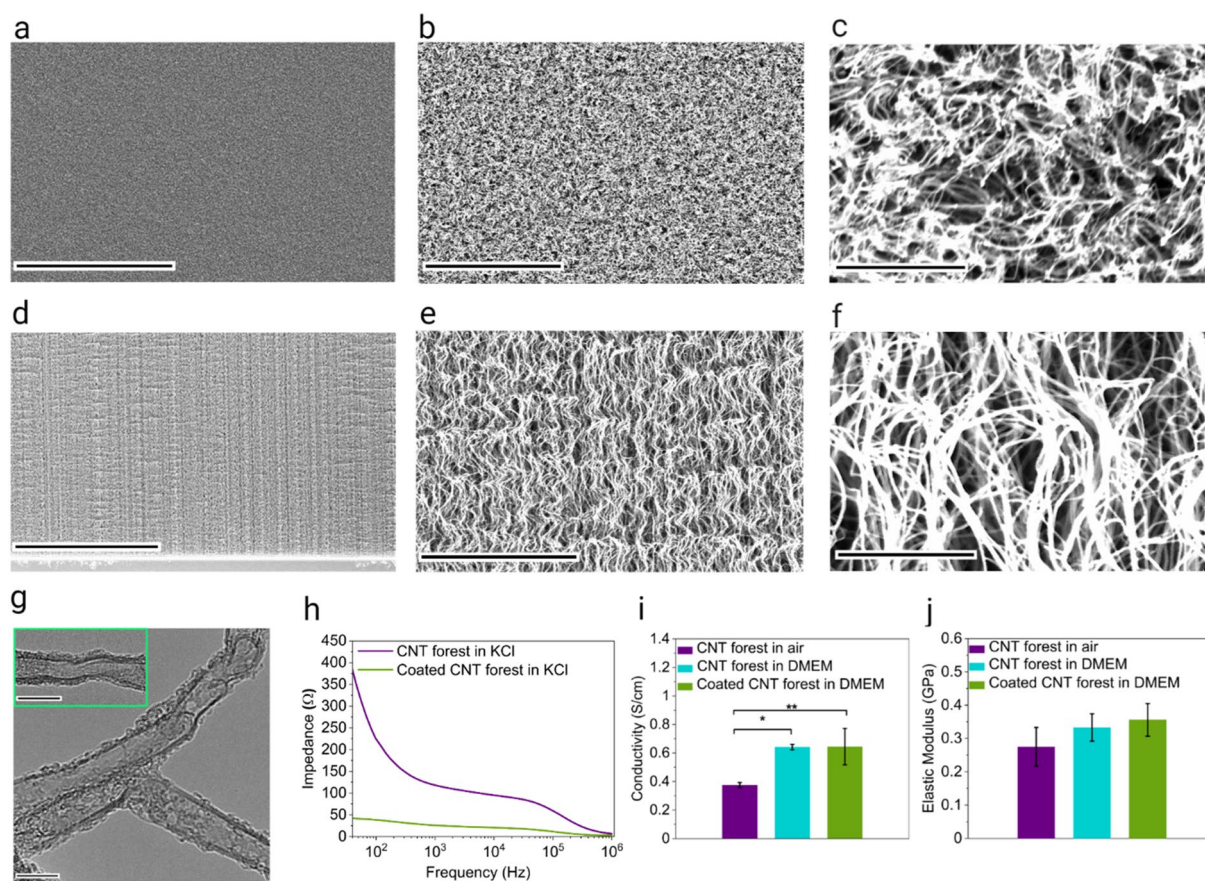 a
b
c
d
e
f
g
h
450
400
350
300
250
200
150
100
50
0
Impedance (Ω)
CNT forest in KCl
Coated CNT forest in KCl
10²
10³
10⁴
10⁵
10⁶
Frequency (Hz)
i
1.4
1.2
1
0.8
0.6
0.4
0.2
0
Conductivity (S/cm)
CNT forest in air
CNT forest in DMEM
Coated CNT forest in DMEM
**
*
j
0.6
0.5
0.4
0.3
0.2
0.1
0
Elastic Modulus (GPa)
CNT forest in air
CNT forest in DMEM
Coated CNT forest in DMEM